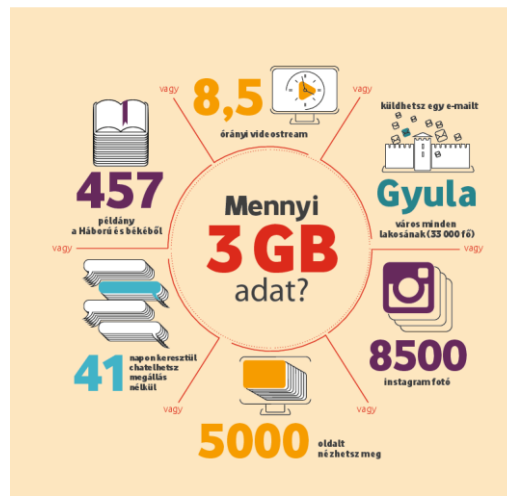 Mennyi
3 GB
adat?
vagy
8,5
órányi videostream
vagy
küldhetsz egy e-mailt
Gyula
város minden
lakosának (33 000 fő)
vagy
8500
instagram fotó
vagy
5000
oldalt
nézhetsz meg
vagy
41
napon keresztül
chatelhetsz
megállás
nélkül
vagy
457
példány
a Háború és békéből